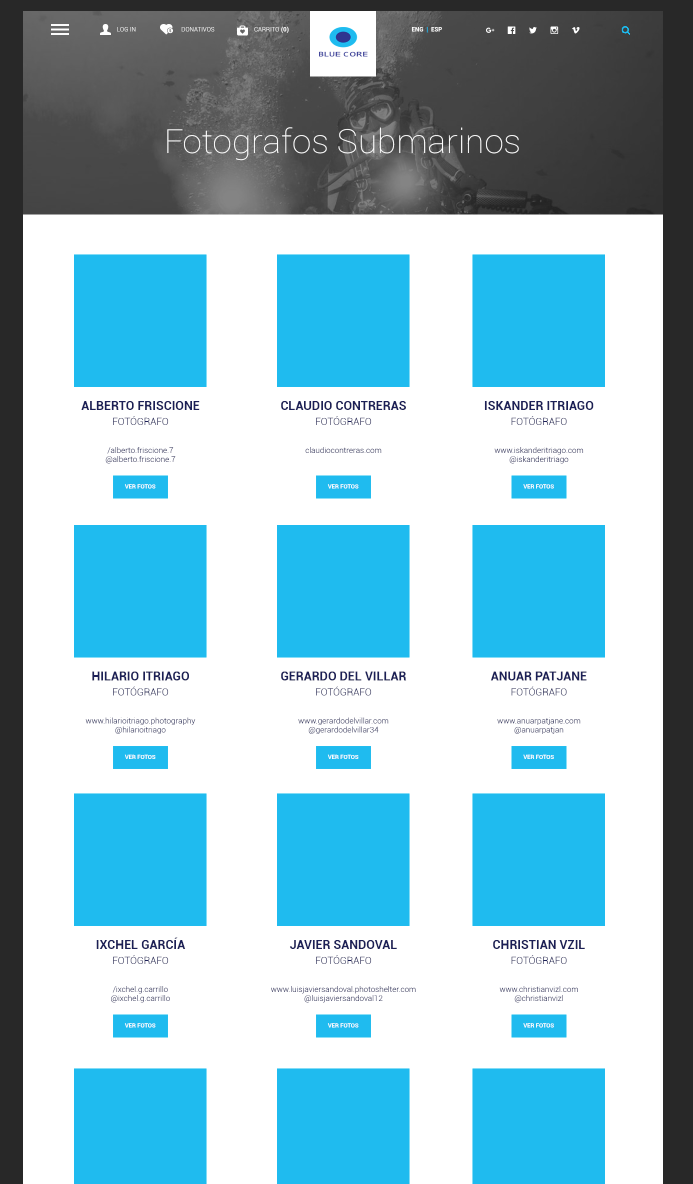 LOG IN
DONATIVOS
CARRITO (0)
BLUE CORE
ENG | ESP
G+
Fotografos Submarinos
ALBERTO FRISCIONE
FOTÓGRAFO
/alberto.friscione.7
@alberto.friscione.7
VER FOTOS
CLAUDIO CONTRERAS
FOTÓGRAFO
claudiocontreras.com
VER FOTOS
ISKANDER ITRIAGO
FOTÓGRAFO
www.iskanderitriago.com
@iskanderitriago
VER FOTOS
HILARIO ITRIAGO
FOTÓGRAFO
www.hilarioitriago.photography
@hilarioitriago
VER FOTOS
GERARDO DEL VILLAR
FOTÓGRAFO
www.gerardodelvillar.com
@gerardodelvillar34
VER FOTOS
ANUAR PATJANE
FOTÓGRAFO
www.anuarpatjane.com
@anuarpatjan
VER FOTOS
IXCHEL GARCÍA
FOTÓGRAFO
/ixchel.g.carrillo
@ixchel.g.carrillo
VER FOTOS
JAVIER SANDOVAL
FOTÓGRAFO
www.luisjaviersandoval.photoshelter.com
@luisjaviersandoval12
VER FOTOS
CHRISTIAN VZIL
FOTÓGRAFO
www.christianvizl.com
@christianvizl
VER FOTOS